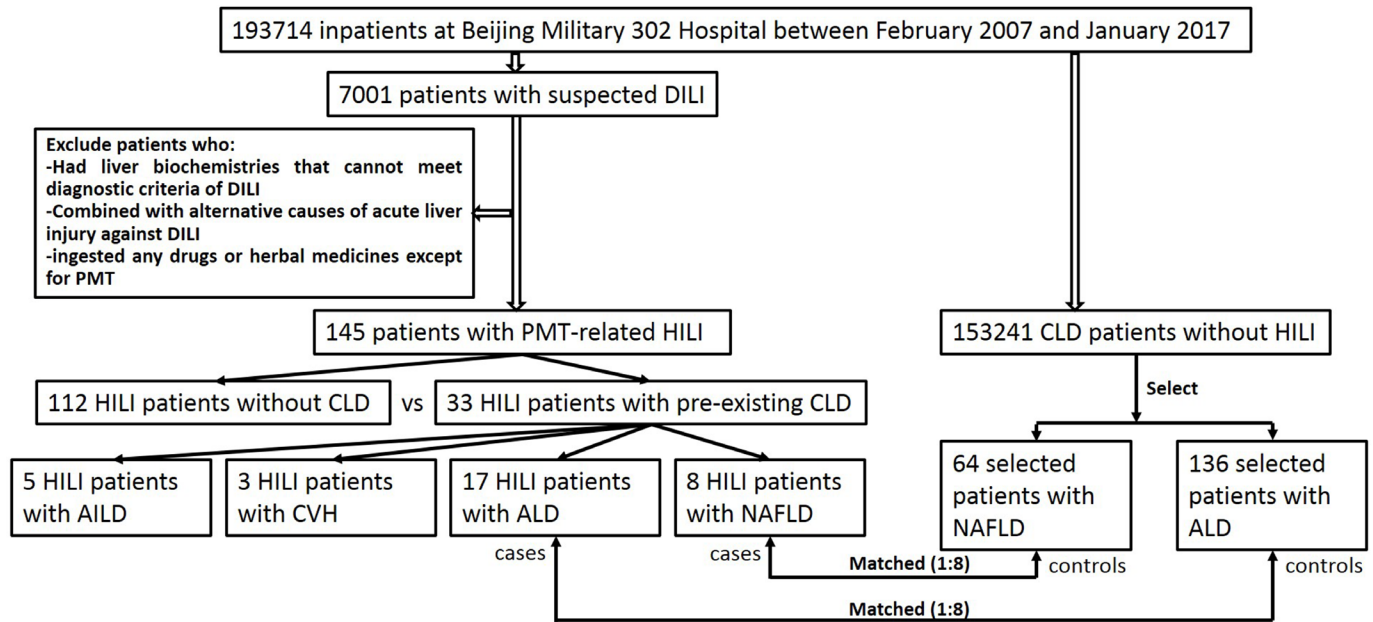 193714 inpatients at Beijing Military 302 Hospital between February 2007 and January 2017
7001 patients with suspected DILI
Exclude patients who:
-Had liver biochemistries that cannot meet
diagnostic criteria of DILI
-Combined with alternative causes of acute liver
injury against DILI
-ingested any drugs or herbal medicines except
for PMT
145 patients with PMT-related HILI
153241 CLD patients without HILI
Select
112 HILI patients without CLD
vs
33 HILI patients with pre-existing CLD
5 HILI patients
with AILD
3 HILI patients
with CVH
17 HILI patients
with ALD
8 HILI patients
with NAFLD
64 selected
patients with
NAFLD
136 selected
patients with
ALD
cases
cases
controls
controls
Matched (1:8)
Matched (1:8)